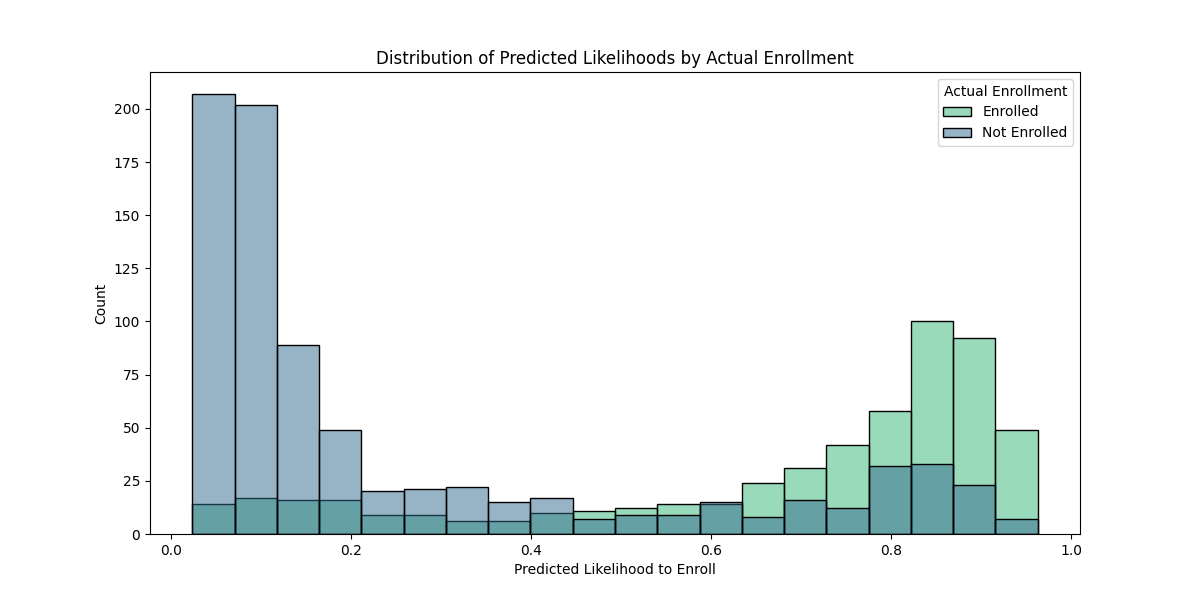 Distribution of Predicted Likelihoods by Actual Enrollment
Actual Enrollment
Enrolled
Not Enrolled
Count
200
175
150
125
100
75
50
25
0
0.0 0.2 0.4 0.6 0.8 1.0
Predicted Likelihood to Enroll